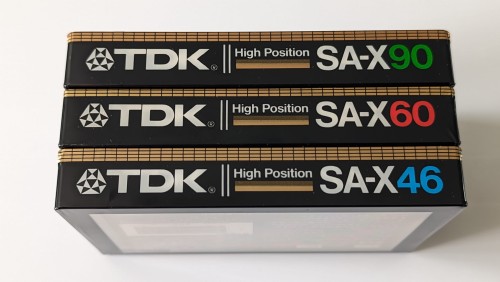 TDK® High Position SA-X90
TDK® High Position SA-X60
TDK® High Position SA-X46